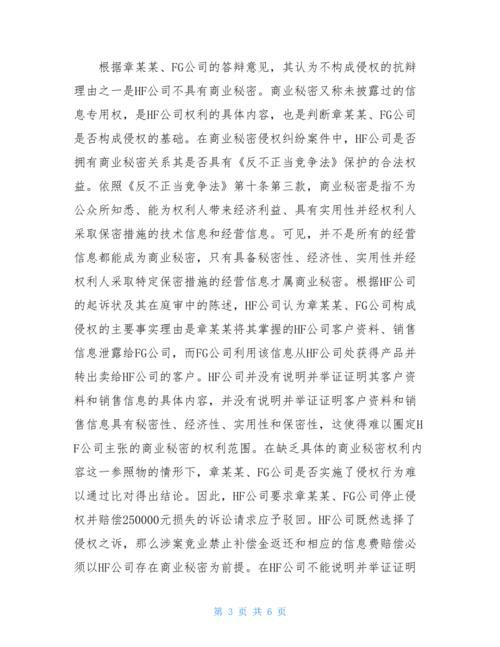 根据章某某、FG公司的答辩意见，其认为不构成侵权的抗辩
理由之一是HF公司不具有商业秘密。商业秘密又称未披露过的信
息专用权，是HF公司权利的具体内容，也是判断章某某、FG公司
是否构成侵权的基础。在商业秘密侵权纠纷案件中，HF公司是否
拥有商业秘密关系其是否具有《反不正当竞争法》保护的合法权
益。依照《反不正当竞争法》第十条第三款，商业秘密是指不为
公众所知悉、能为权利人带来经济利益、具有实用性并经权利人
采取保密措施的技术信息和经营信息。可见，并不是所有的经营
信息都能成为商业秘密，只有具备秘密性、经济性、实用性并经
权利人采取特定保密措施的经营信息才属商业秘密。根据HF公司
的起诉状及其在庭审中的陈述，HF公司认为章某某、FG公司构成
侵权的主要事实理由是章某某将其掌握的HF公司客户资料、销售
信息泄露给FG公司，而FG公司利用该信息从HF公司处获得产品并
转出卖给HF公司的客户。HF公司并没有说明并举证证明其客户资
料和销售信息的具体内容，并没有说明并举证证明客户资料和销
售信息具有秘密性、经济性、实用性和保密性，这使得难以圈定H
F公司主张的商业秘密的权利范围。在缺乏具体的商业秘密权利内
容这一参照物的情形下，章某某、FG公司是否实施了侵权行为难
以通过比对得出结论。因此，HF公司要求章某某、FG公司停止侵
权并赔偿250000元损失的诉讼请求应予驳回。HF公司既然选择了
侵权之诉，那么涉案竞业禁止补偿金返还和相应的信息费赔偿必
须以HF公司存在商业秘密为前提。在HF公司不能说明并举证证明
第 3 页 共 6 页